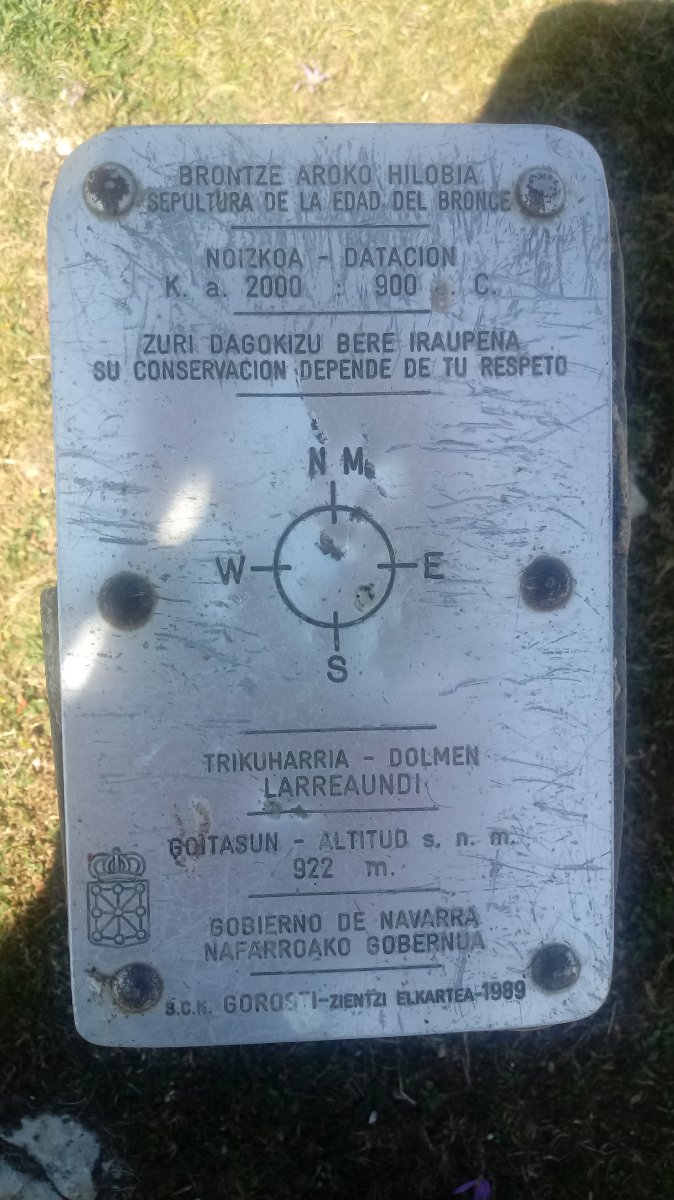 BRONTZE AROKO HILOBIA
SEPULTURA DE LA EDAD DEL BRONCE
NOIZKOA - DATACION
K. a. 2000 : 900 a. C.
ZURI DAGOKIZU BERE IRAUPENA
SU CONSERVACION DEPENDE DE TU RESPETO
N M
W E
S
TRIKUHARRIA - DOLMEN
LARREAUNDI
GOITASUN - ALTITUD s. n. m.
922 m.
GOBIERNO DE NAVARRA
NAFARROAKO GOBERNUA
S.C.N. GOROSTI-ZIENTZI ELKARTEA-1989